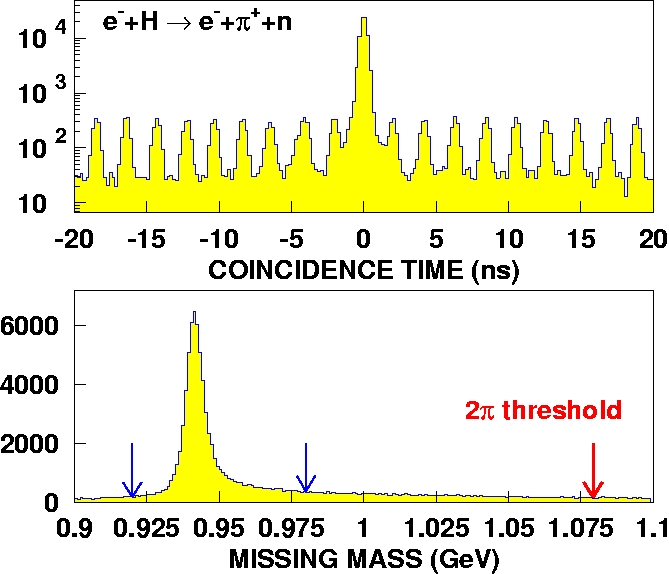 e⁻+H → e⁻+π⁺+n
10⁴
10³
10²
10
-20 -15 -10 -5 0 5 10 15 20
COINCIDENCE TIME (ns)
6000
4000
2π threshold
2000
0
0.9 0.925 0.95 0.975 1 1.025 1.05 1.075 1.1
MISSING MASS (GeV)